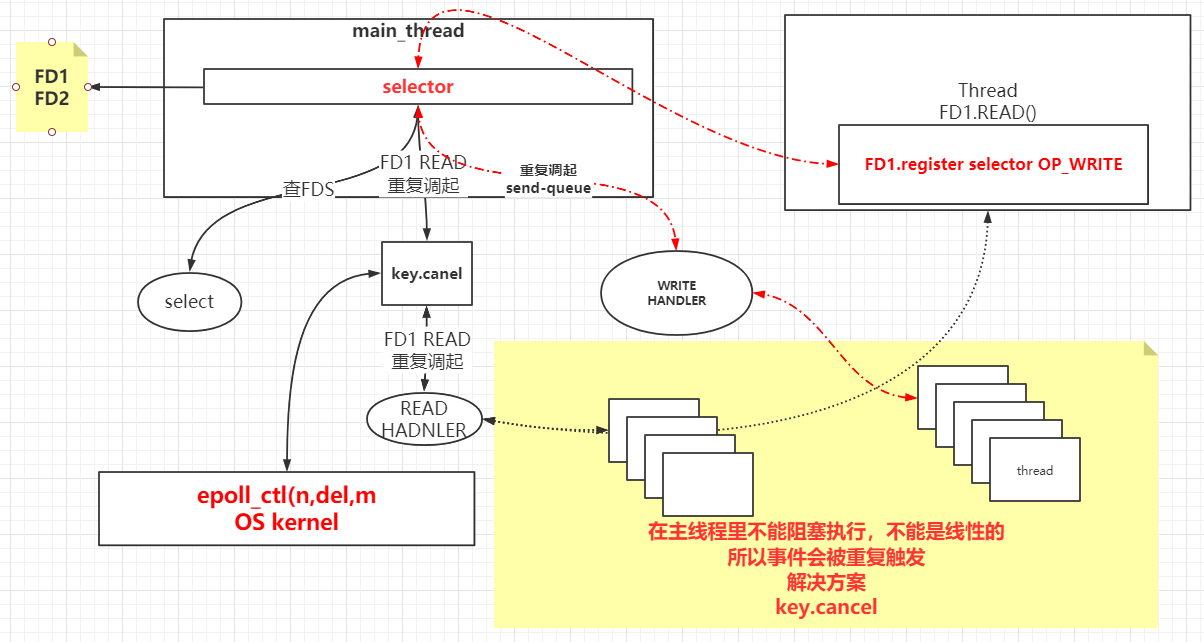 main_thread
FD1
FD2
selector
Thread
FD1.READ()
FD1.register selector OP_WRITE
查FDS
FD1 READ
重复调起
重复调起
send-queue
select
key.canel
WRITE
HANDLER
FD1 READ
重复调起
READ
HADNLER
epoll_ctl(n,del,m
OS kernel
thread
在主线程里不能阻塞执行，不能是线性的
所以事件会被重复触发
解决方案
key.cancel